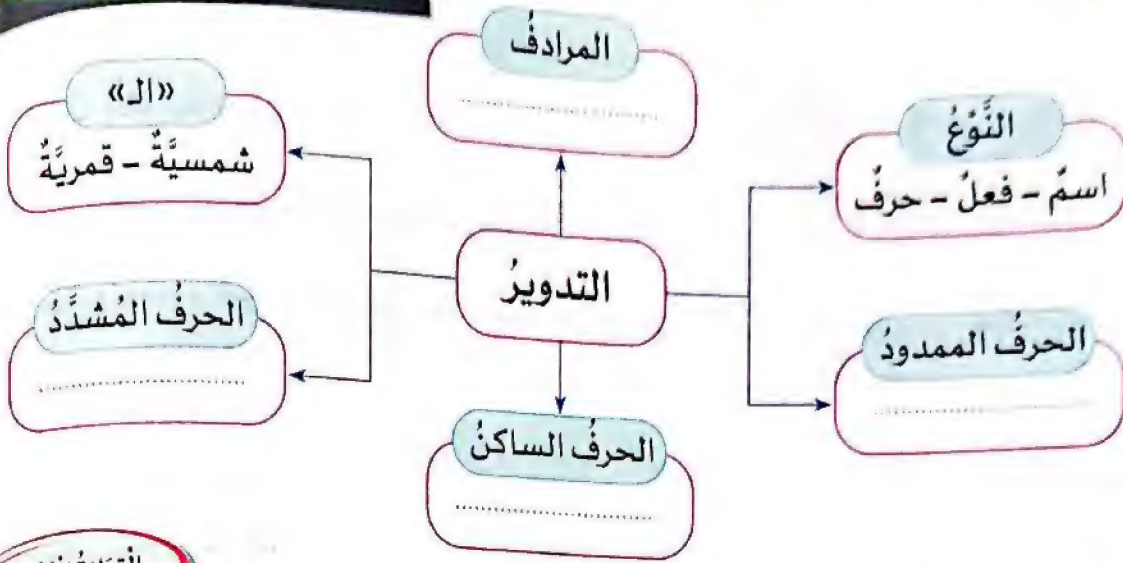 المرادفُ
«الـ»
شمسيَّةٌ – قمريَّةٌ
النَّوْعُ
اسمٌ – فعلٌ – حرفٌ
التدويرُ
الحرفُ المُشدَّدُ
الحرفُ الممدودُ
الحرفُ الساكنُ